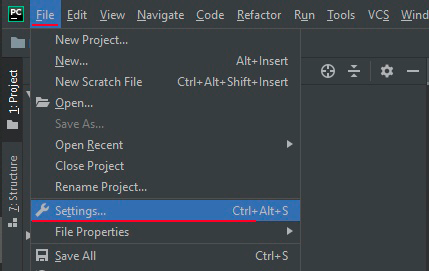 PC File Edit View Navigate Code Refactor Run Tools VCS Wind
New Project...
New... Alt+Insert
New Scratch File Ctrl+Alt+Shift+Insert
Open...
Save As...
Open Recent
Close Project
Rename Project...
Settings... Ctrl+Alt+S
File Properties
Save All Ctrl+S
1: Project
7: Structure